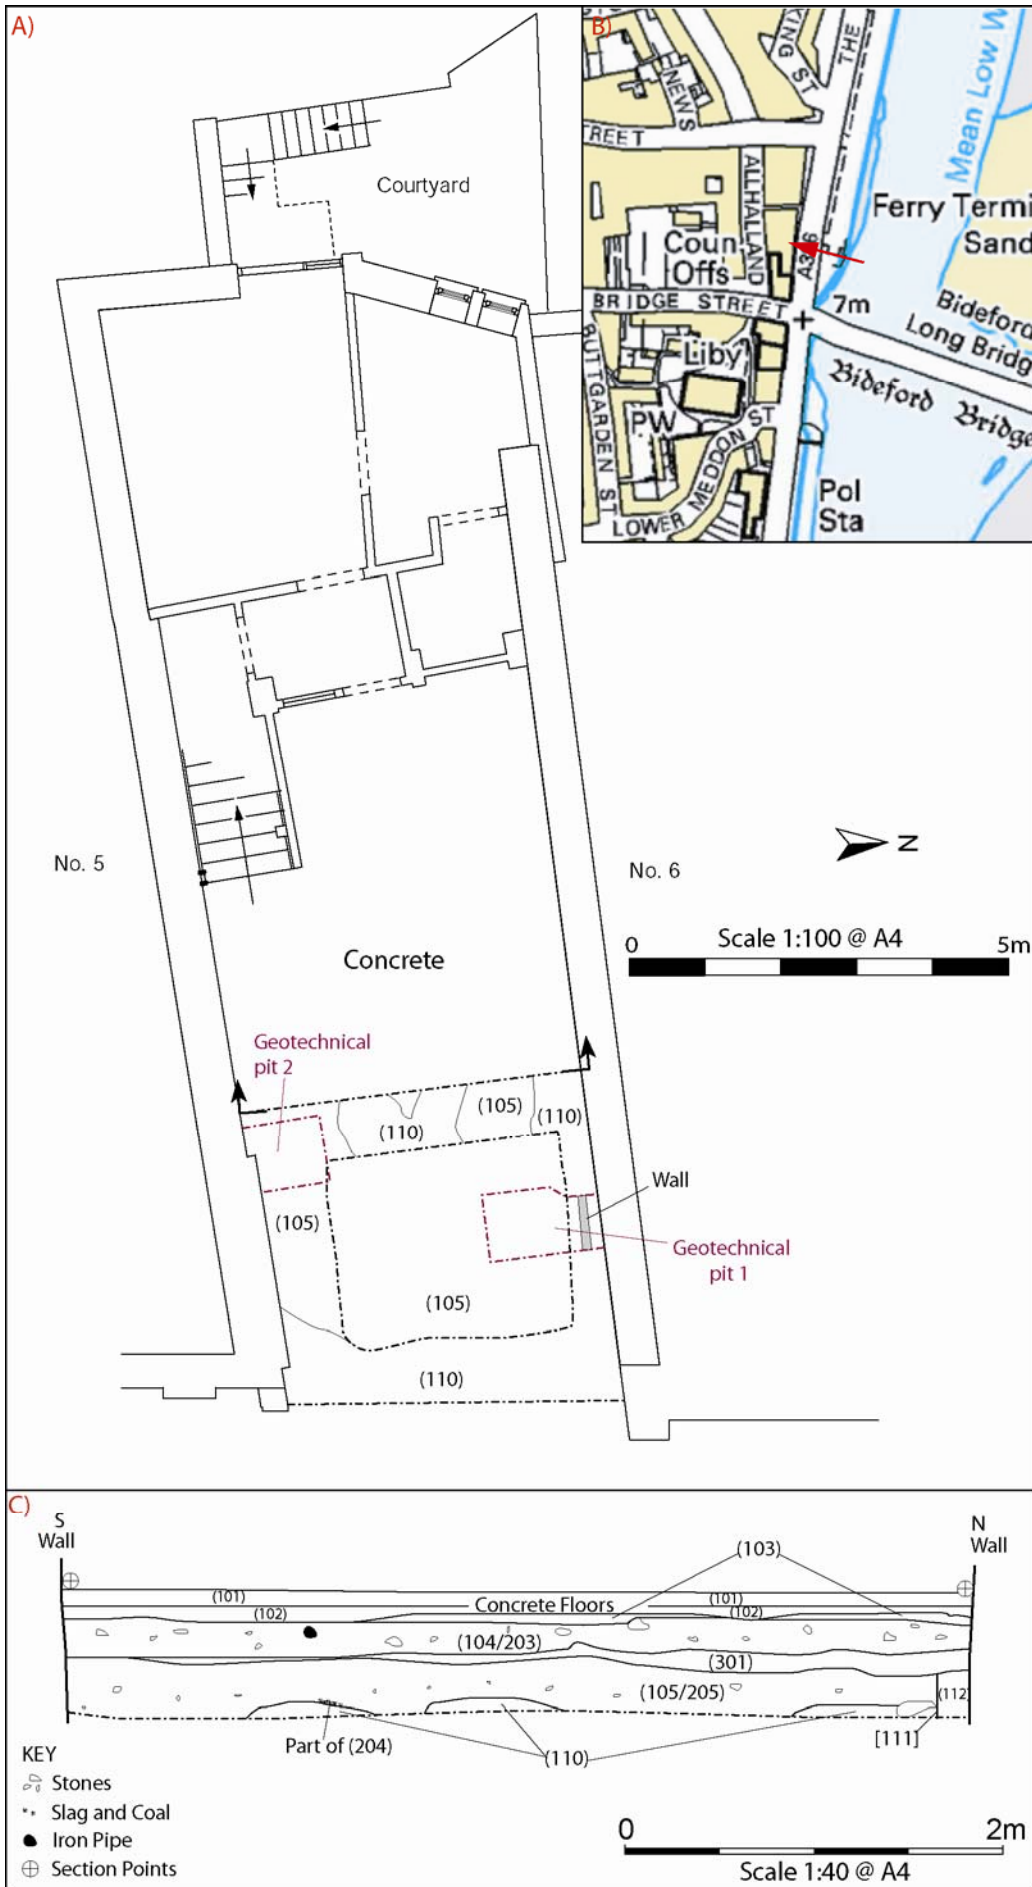 A)
Courtyard
No. 5
No. 6
N
Scale 1:100 @ A4
0
5m
Concrete
Geotechnical
pit 2
(105)
(110)
(110)
Wall
(105)
Geotechnical
pit 1
(105)
(110)
B)
KING ST
THE
NEWS
TREET
ALLHALLAND
Mean Low W
Ferry Termi
Sand
Coun
Offs
BRIDGE STREET
7m
Bideford
Long Bridg
BUTTGARDEN ST
Liby
PW
LOWER MEDDON ST
Bideford Bridge
Pol
Sta
C)
S
Wall
N
Wall
(103)
(101)
(101)
Concrete Floors
(102)
(102)
(104/203)
(301)
(105/205)
(112)
Part of (204)
(110)
[111]
KEY
Stones
Slag and Coal
Iron Pipe
Section Points
0
2m
Scale 1:40 @ A4